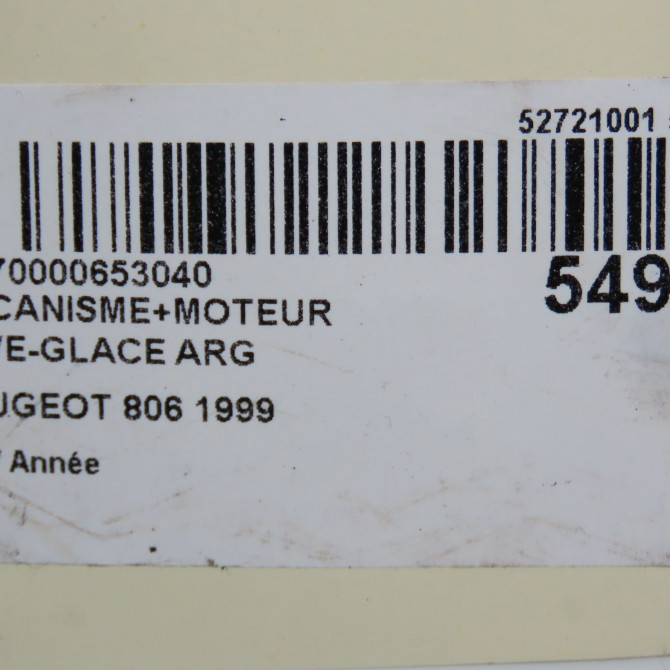 52721001
70000653040
549
CANISME+MOTEUR
VE-GLACE ARG
UGEOT 806 1999
/ Année